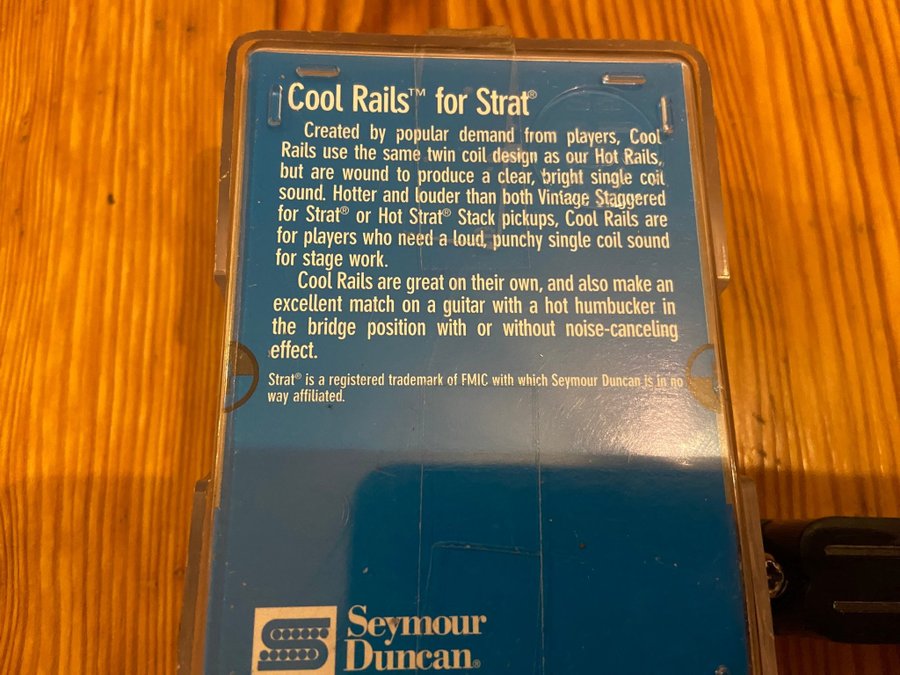 Cool Rails™ for Strat®
Created by popular demand from players, Cool
Rails use the same twin coil design as our Hot Rails,
but are wound to produce a clear, bright single coil
sound. Hotter and louder than both Vintage Staggered
for Strat® or Hot Strat® Stack pickups, Cool Rails are
for players who need a loud, punchy single coil sound
for stage work.
Cool Rails are great on their own, and also make an
excellent match on a guitar with a hot humbucker in
the bridge position with or without noise-canceling
effect.
Strat® is a registered trademark of FMIC with which Seymour Duncan is in no
way affiliated.
Seymour
Duncan®